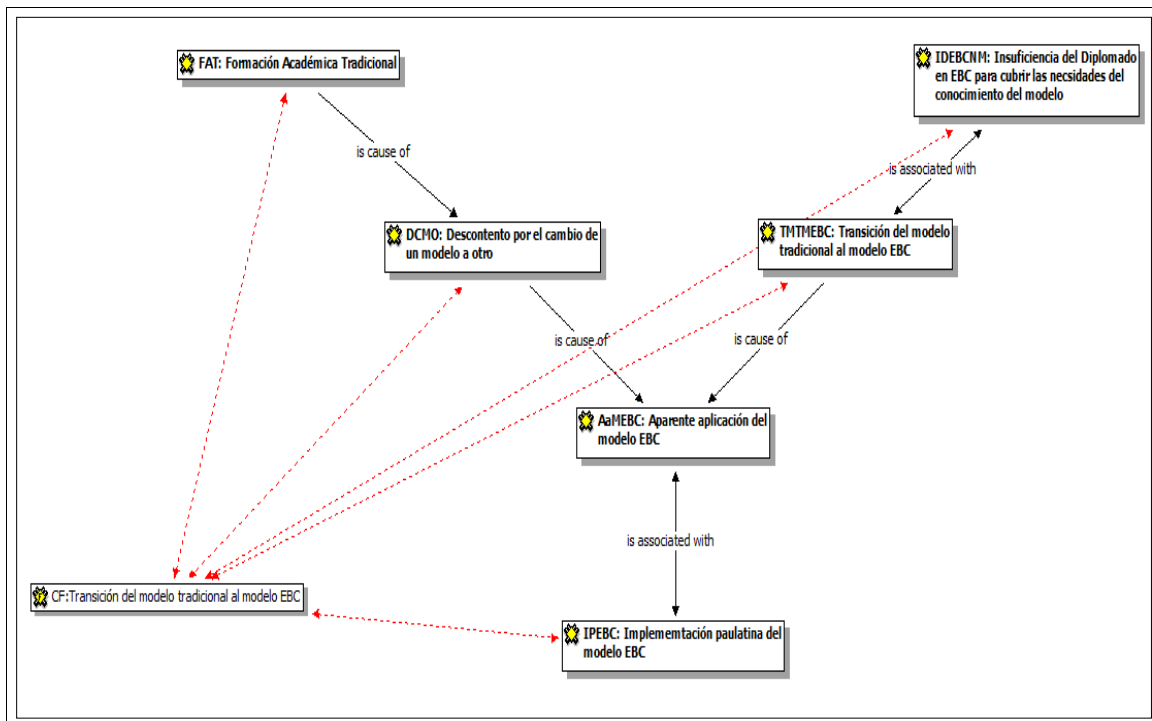 FAT: Formación Académica Tradicional
IDEBCNM: Insuficiencia del Diplomado
en EBC para cubrir las necsidades del
conocimiento del modelo
is cause of
is associated with
DCMO: Descontento por el cambio de
un modelo a otro
TMTMEBC: Transición del modelo
tradicional al modelo EBC
is cause of
is cause of
AaMEBC: Aparente aplicación del
modelo EBC
is associated with
CF:Transición del modelo tradicional al modelo EBC
IPEBC: Implememtación paulatina del
modelo EBC